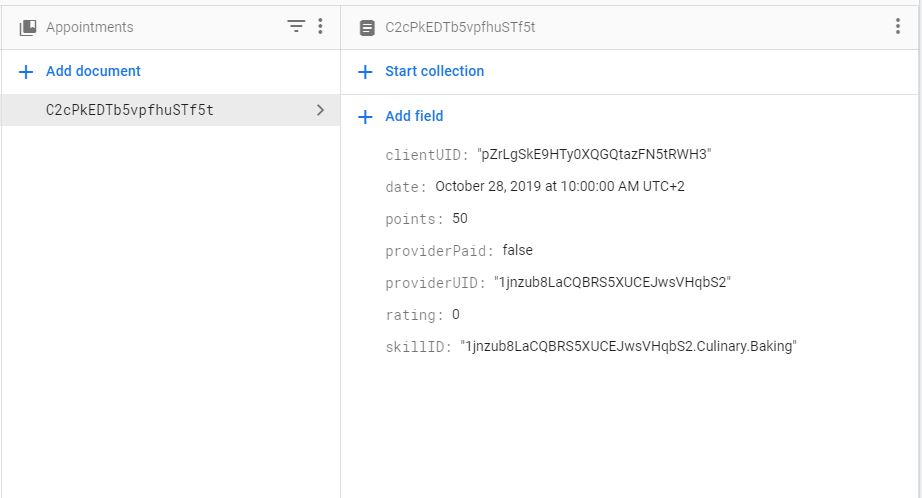 Appointments
C2cPkEDTb5vpfhuSTf5t
Add document
Start collection
C2cPkEDTb5vpfhuSTf5t
Add field
clientUID: "pZrLgSkE9HTy0XQGQtazFN5tRWH3"
date: October 28, 2019 at 10:00:00 AM UTC+2
points: 50
providerPaid: false
providerUID: "1jnzub8LaCQBRS5XUCEJwsVHqbS2"
rating: 0
skillID: "1jnzub8LaCQBRS5XUCEJwsVHqbS2.Culinary.Baking"